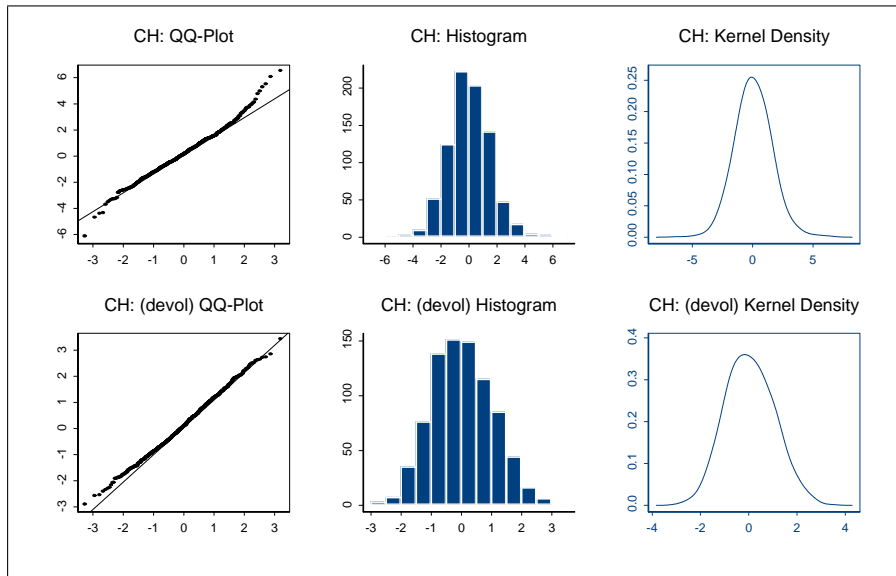 CH: QQ-Plot
6
4
2
0
-2
-4
-6
-3 -2 -1 0 1 2 3
CH: Histogram
200
150
100
50
0
-6 -4 -2 0 2 4 6
CH: Kernel Density
0.25
0.20
0.15
0.10
0.05
0.00
-5 0 5
CH: (devol) QQ-Plot
3
2
1
0
-1
-2
-3
-3 -2 -1 0 1 2 3
CH: (devol) Histogram
150
100
50
0
-3 -2 -1 0 1 2 3
CH: (devol) Kernel Density
0.4
0.3
0.2
0.1
0.0
-4 -2 0 2 4